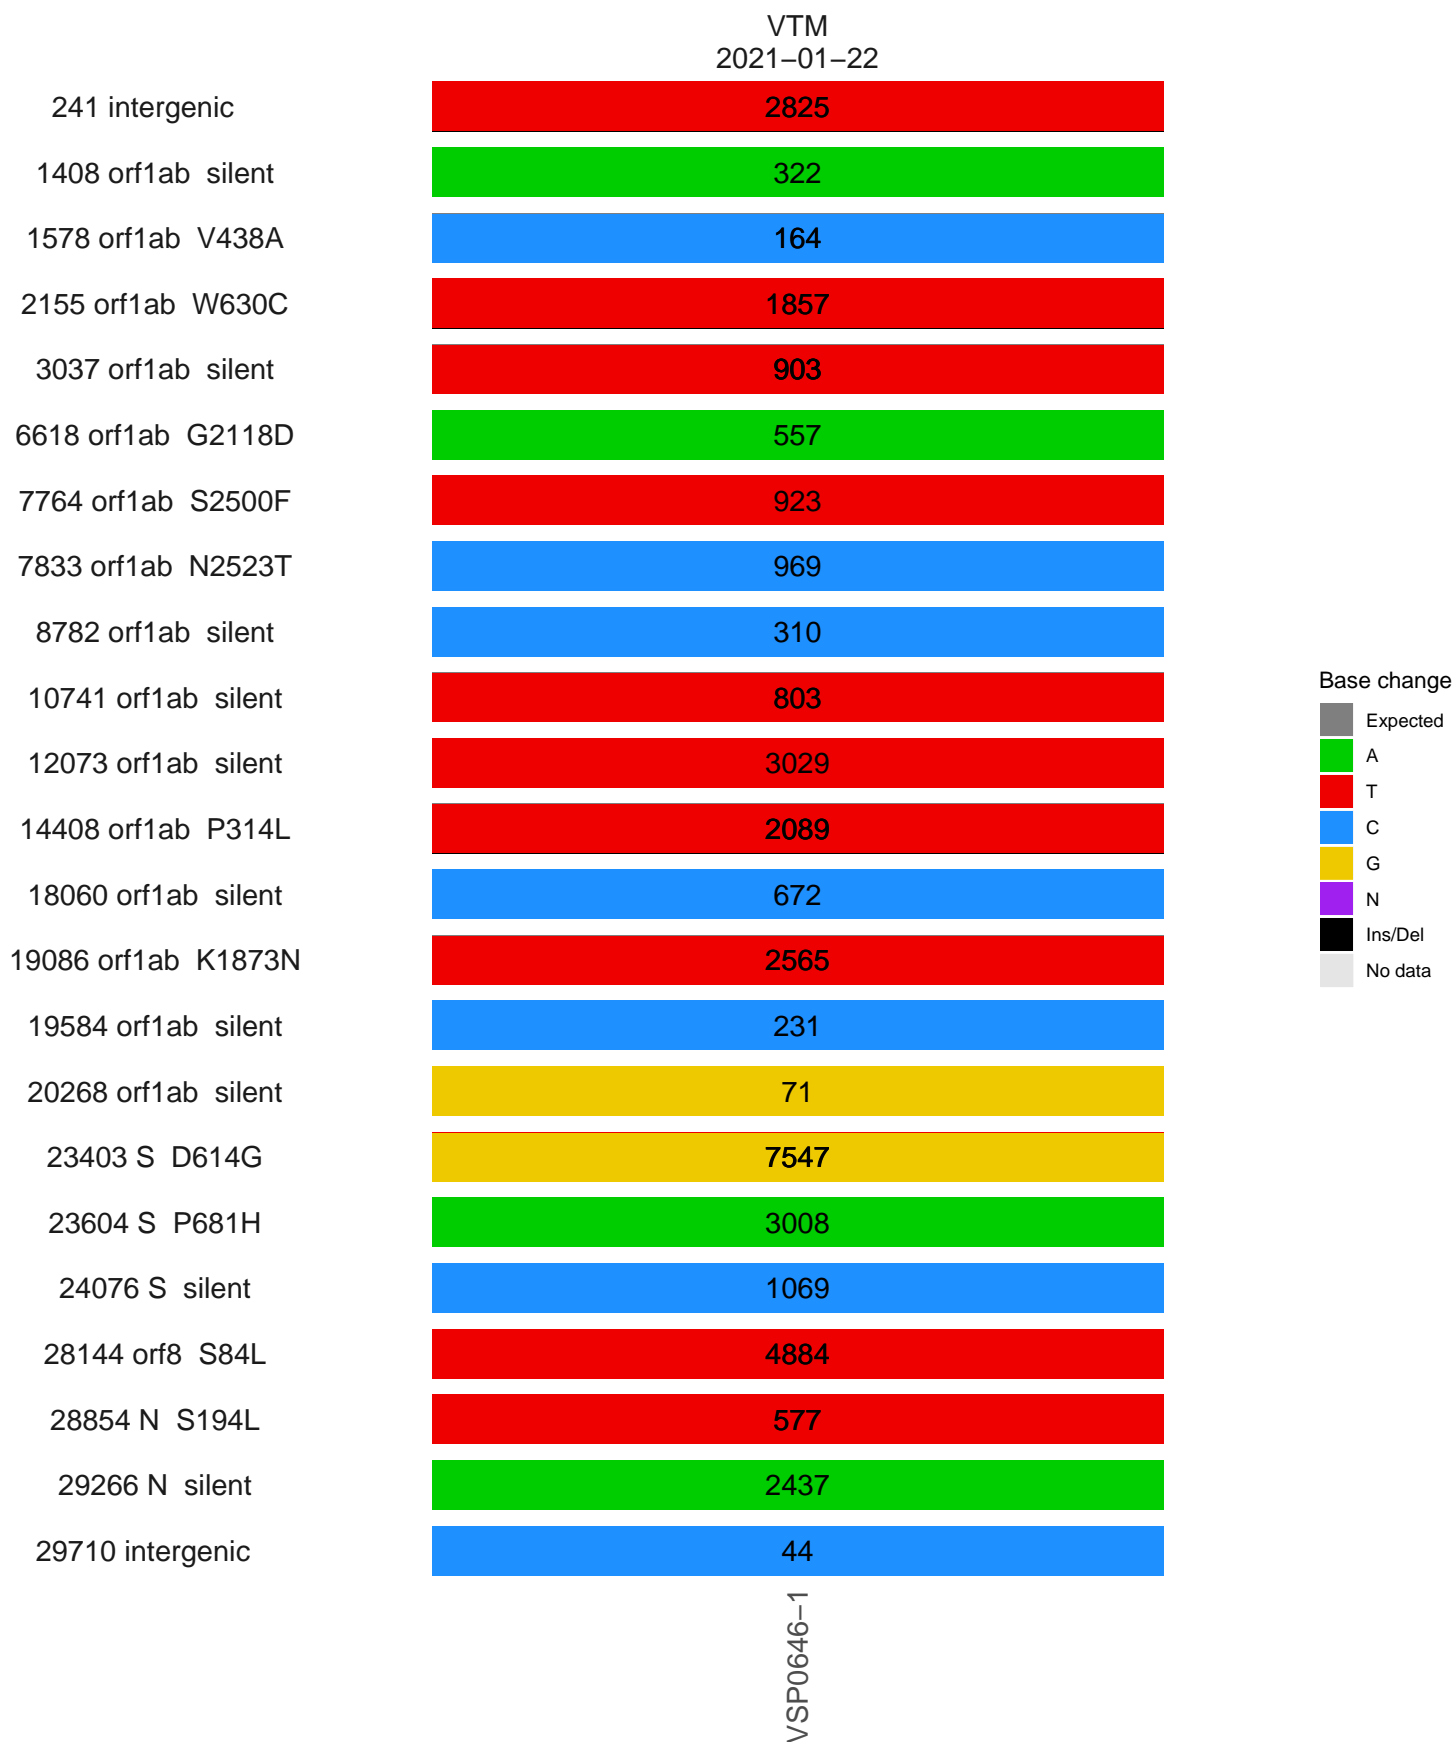 VTM
2021−01−22
241 intergenic 2825
1408 orf1ab silent 322
1578 orf1ab V438A 164
2155 orf1ab W630C 1857
3037 orf1ab silent 903
6618 orf1ab G2118D 557
7764 orf1ab S2500F 923
7833 orf1ab N2523T 969
8782 orf1ab silent 310
10741 orf1ab silent 803
12073 orf1ab silent 3029
14408 orf1ab P314L 2089
18060 orf1ab silent 672
19086 orf1ab K1873N 2565
19584 orf1ab silent 231
20268 orf1ab silent 71
23403 S D614G 7547
23604 S P681H 3008
24076 S silent 1069
28144 orf8 S84L 4884
28854 N S194L 577
29266 N silent 2437
29710 intergenic 44
VSP0646−1
Base change
Expected
A
T
C
G
N
Ins/Del
No data